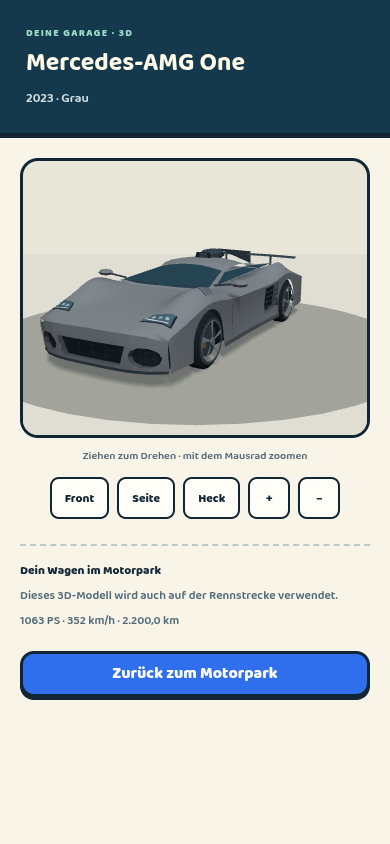 DEINE GARAGE · 3D
Mercedes-AMG One
2023 · Grau
Ziehen zum Drehen · mit dem Mausrad zoomen
Front Seite Heck + −
Dein Wagen im Motorpark
Dieses 3D-Modell wird auch auf der Rennstrecke verwendet.
1063 PS · 352 km/h · 2.200,0 km
Zurück zum Motorpark